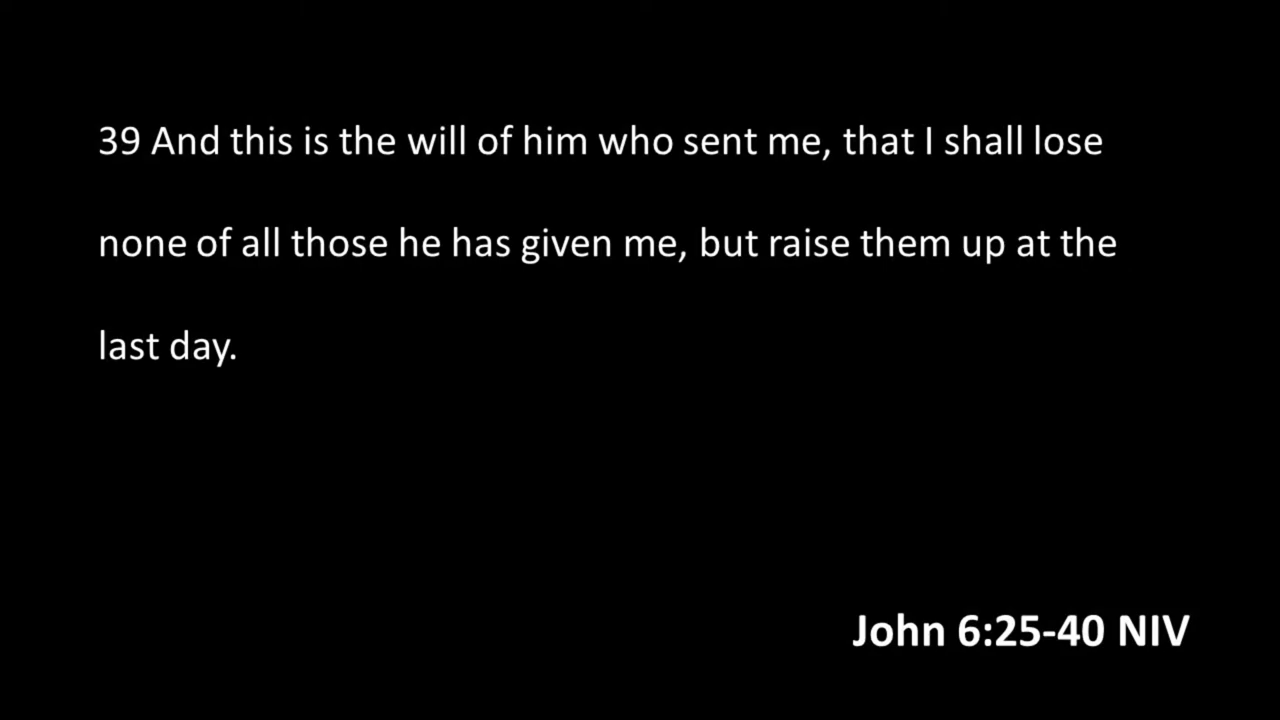 39 And this is the will of him who sent me, that I shall lose
none of all those he has given me, but raise them up at the
last day.
John 6:25-40 NIV